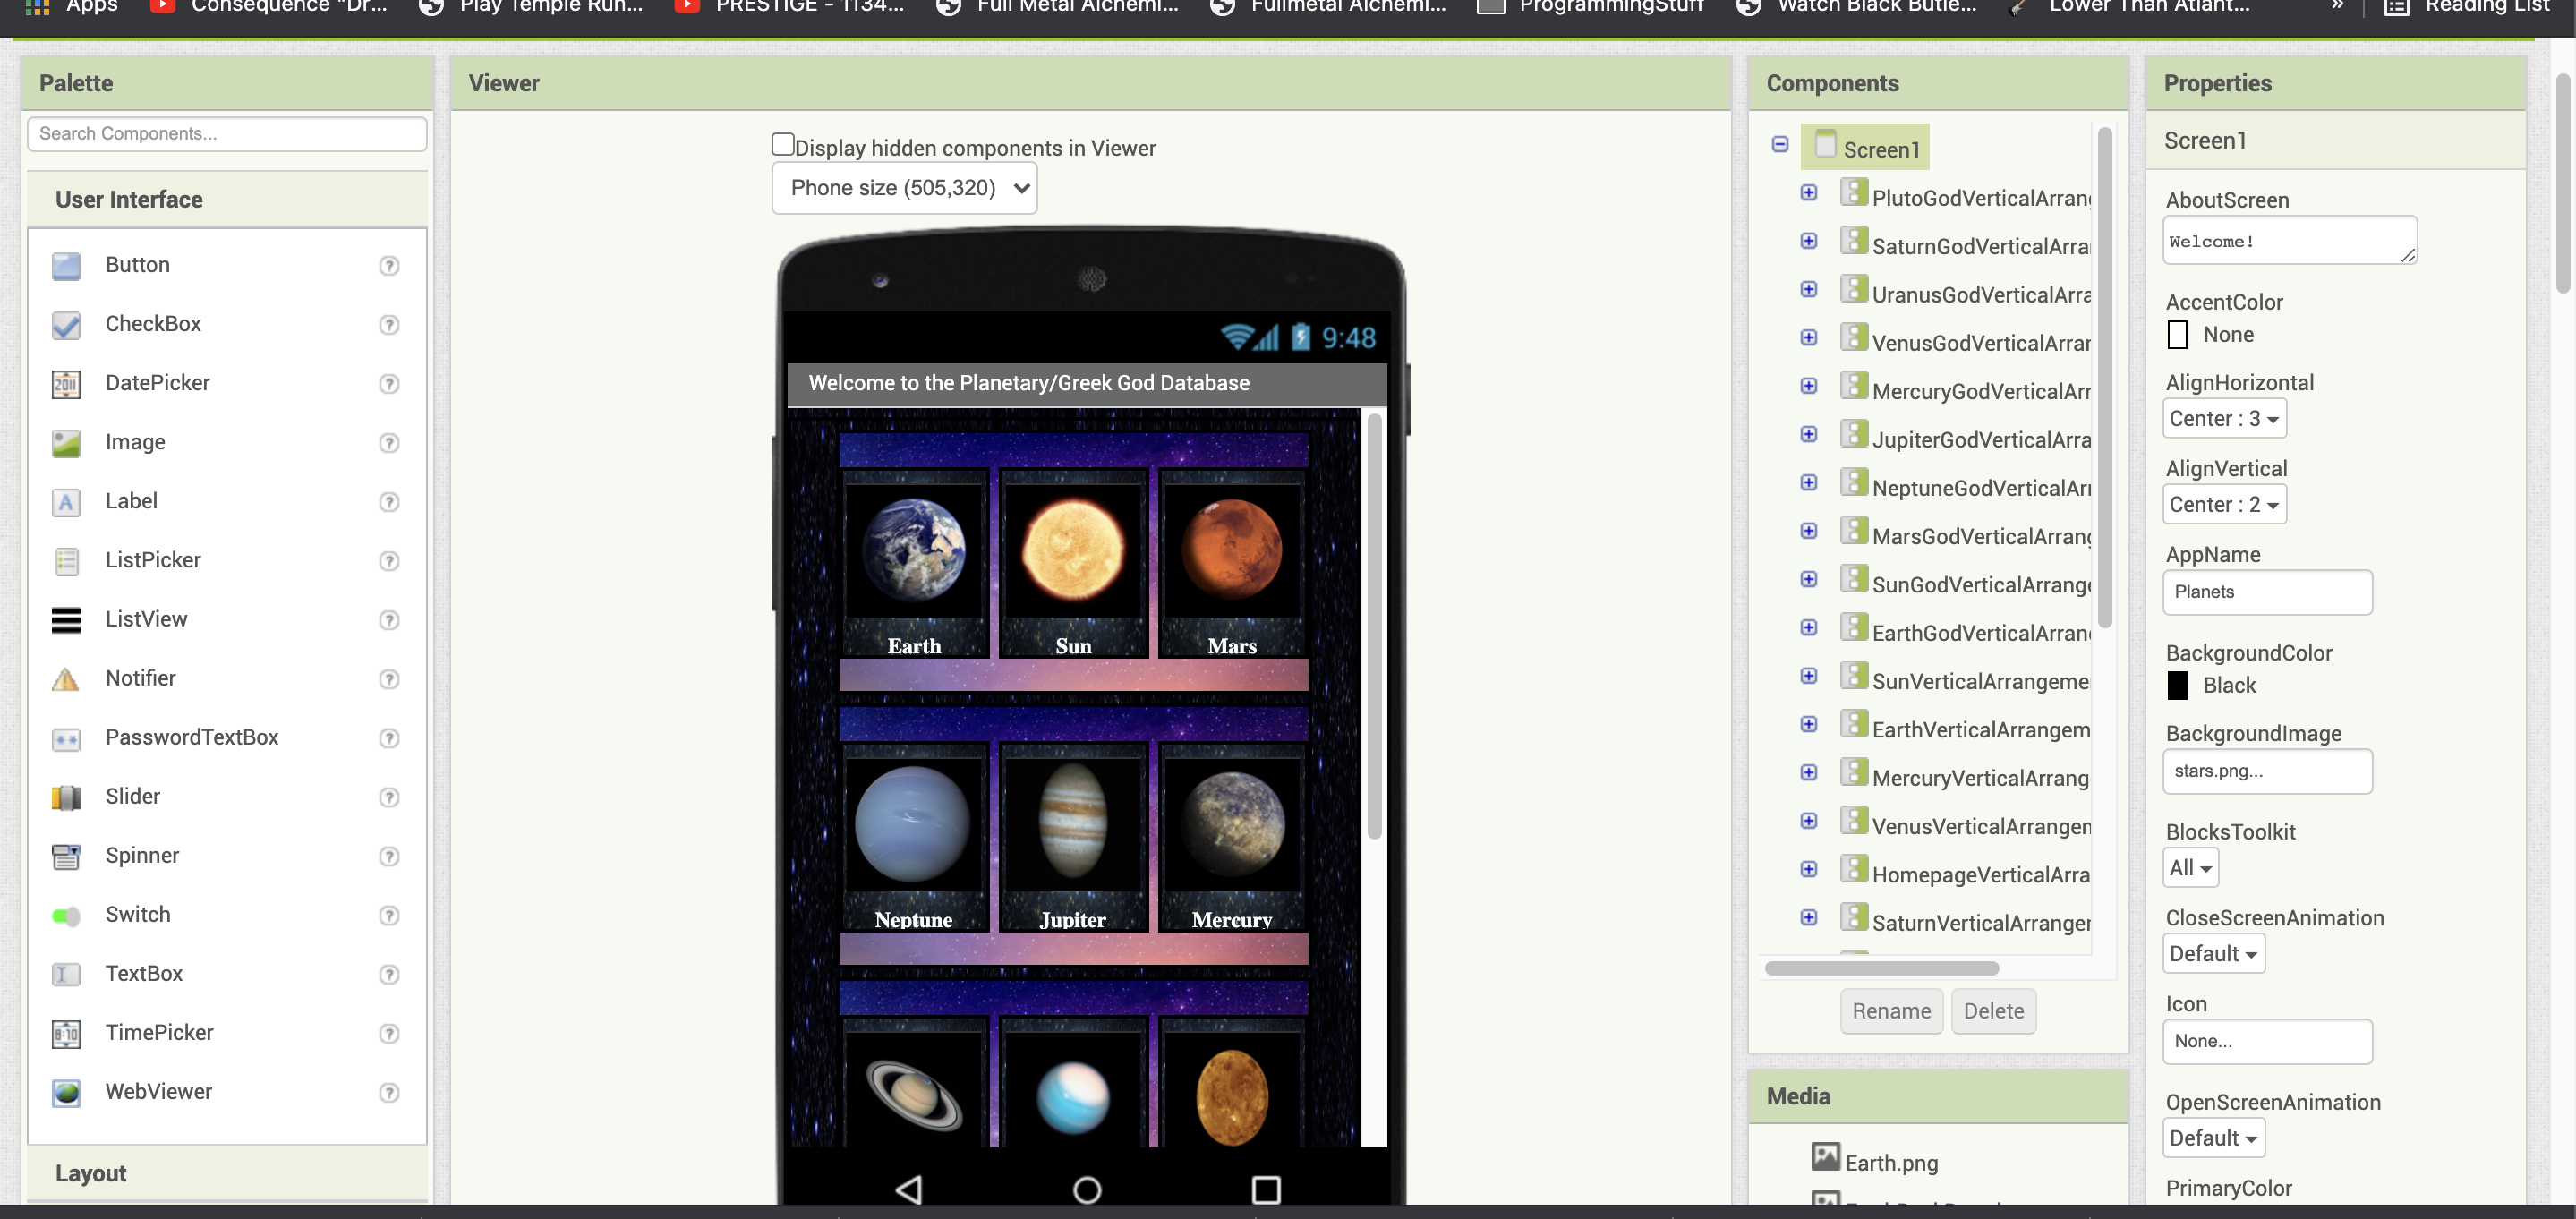 Apps
Consequence "Dr...
Play Temple Run...
PRESTIGE - 1134...
Full Metal Alchemi...
Fullmetal Alchemi...
ProgrammingStuff
Watch Black Butle...
Lower Than Atlant...
»
Reading List
Palette
Search Components...
User Interface
Button
CheckBox
DatePicker
Image
Label
ListPicker
ListView
Notifier
PasswordTextBox
Slider
Spinner
Switch
TextBox
TimePicker
WebViewer
Layout
Viewer
Display hidden components in Viewer
Phone size (505,320)
9:48
Welcome to the Planetary/Greek God Database
Earth Sun Mars
Neptune Jupiter Mercury
Components
Screen1
PlutoGodVerticalArrang
SaturnGodVerticalArra
UranusGodVerticalArra
VenusGodVerticalArrar
MercuryGodVerticalArr
JupiterGodVerticalArra
NeptuneGodVerticalAr
MarsGodVerticalArrang
SunGodVerticalArrange
EarthGodVerticalArran
SunVerticalArrangeme
EarthVerticalArrangem
MercuryVerticalArrang
VenusVerticalArrangen
HomepageVerticalArra
SaturnVerticalArranger
Rename Delete
Media
Earth.png
Properties
Screen1
AboutScreen
Welcome!
AccentColor
None
AlignHorizontal
Center : 3
AlignVertical
Center : 2
AppName
Planets
BackgroundColor
Black
BackgroundImage
stars.png...
BlocksToolkit
All
CloseScreenAnimation
Default
Icon
None...
OpenScreenAnimation
Default
PrimaryColor